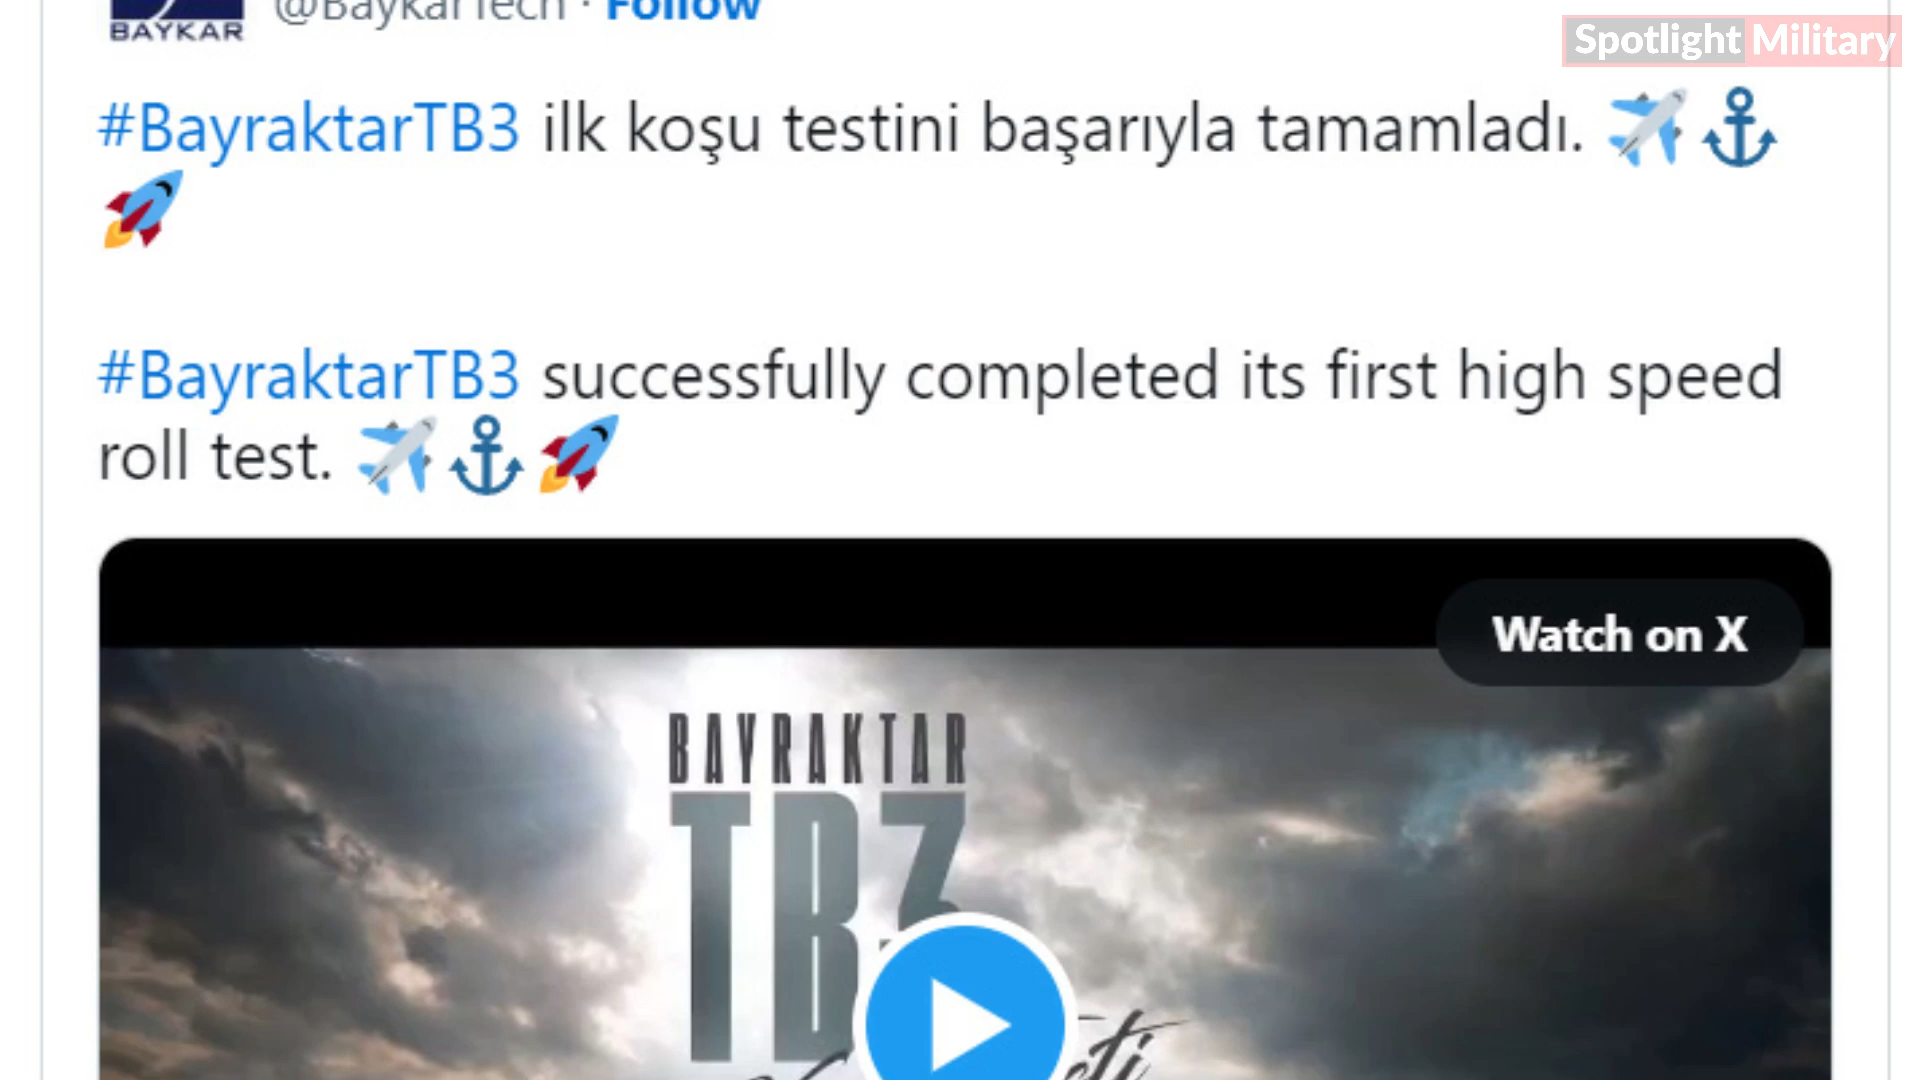 BAYKAR
@BaykarTech · Follow
Spotlight Military
#BayraktarTB3 ilk koşu testini başarıyla tamamladı.
#BayraktarTB3 successfully completed its first high speed
roll test.
Watch on X
BAYRAKTAR
TB3